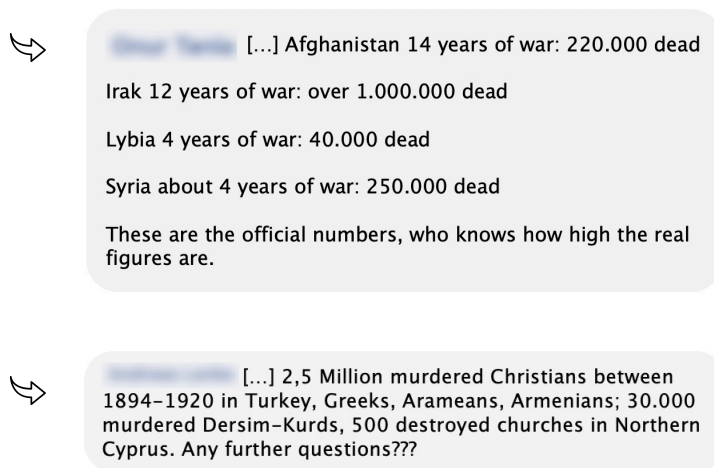 [...] Afghanistan 14 years of war: 220.000 dead
Irak 12 years of war: over 1.000.000 dead
Lybia 4 years of war: 40.000 dead
Syria about 4 years of war: 250.000 dead
These are the official numbers, who knows how high the real
figures are.
[...] 2,5 Million murdered Christians between
1894–1920 in Turkey, Greeks, Arameans, Armenians; 30.000
murdered Dersim–Kurds, 500 destroyed churches in Northern
Cyprus. Any further questions???